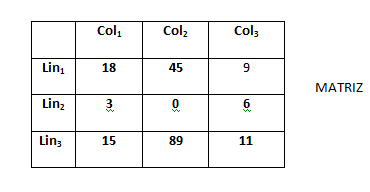 Col₁ Col₂ Col₃
Lin₁ 18 45 9
MATRIZ
Lin₂ 3 0 6
Lin₃ 15 89 11